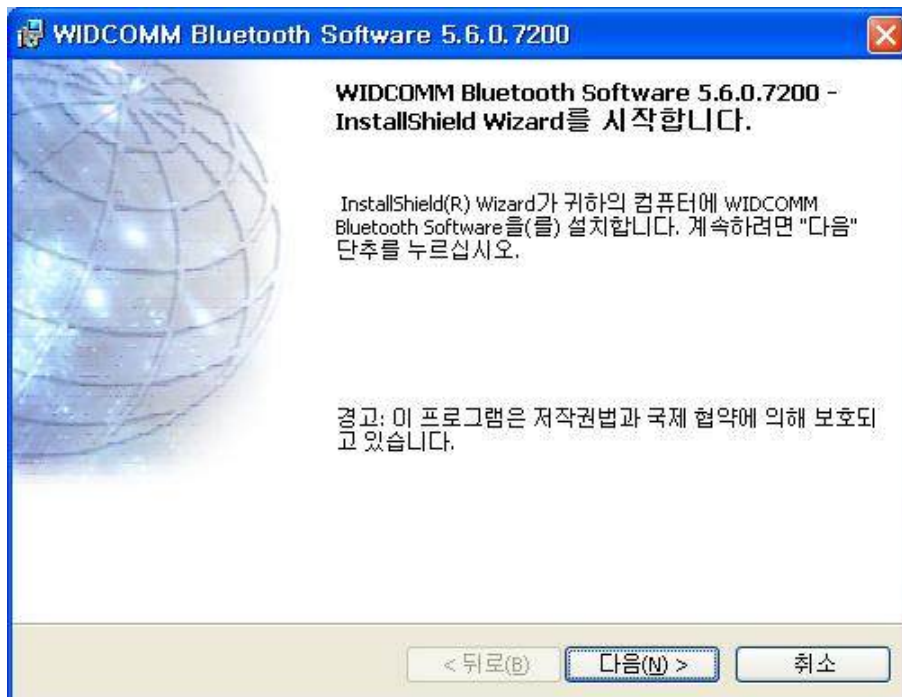 WIDCOMM Bluetooth Software 5.6.0.7200
WIDCOMM Bluetooth Software 5.6.0.7200 -
InstallShield Wizard를 시작합니다.
InstallShield(R) Wizard가 귀하의 컴퓨터에 WIDCOMM
Bluetooth Software을(를) 설치합니다. 계속하려면 "다음"
단추를 누르십시오.
경고: 이 프로그램은 저작권법과 국제 협약에 의해 보호되
고 있습니다.
< 뒤로(B)
다음(N) >
취소